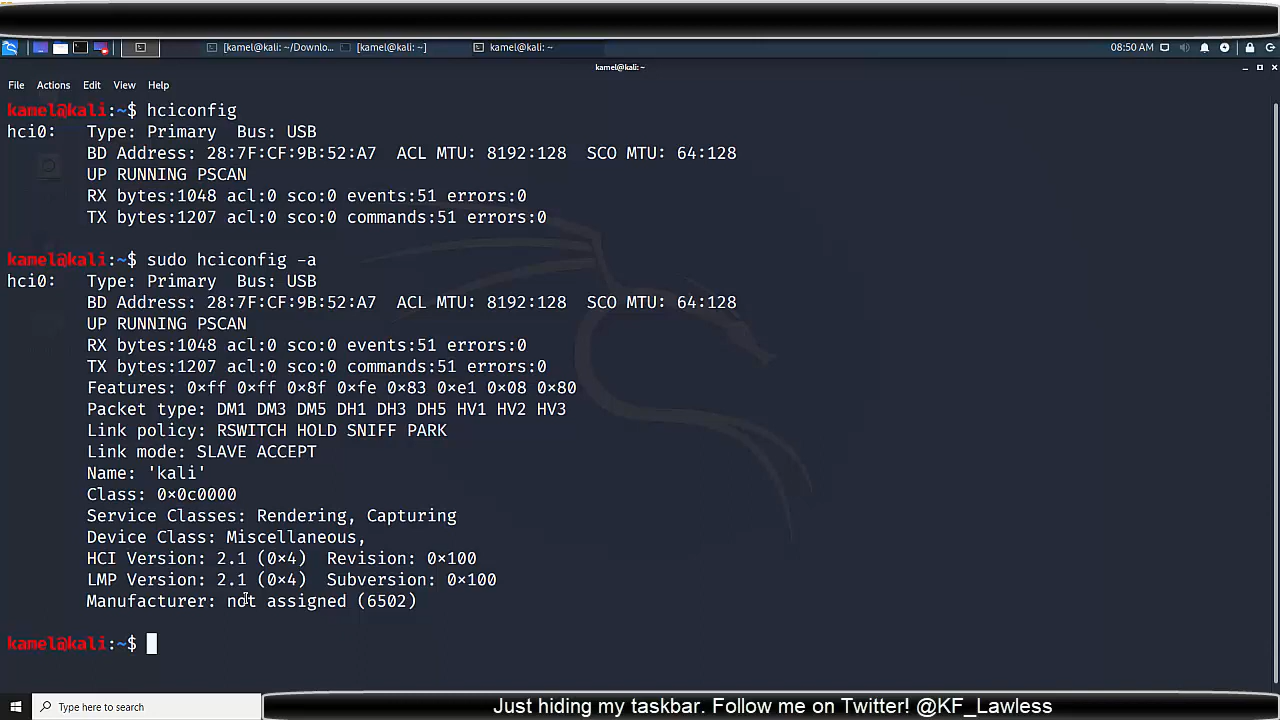 [kamel@kali: ~/Downlo...
[kamel@kali: ~]
kamel@kali: ~
08:50 AM
kamel@kali: ~
File Actions Edit View Help
kamel@kali:~$ hciconfig
hci0: Type: Primary Bus: USB
BD Address: 28:7F:CF:9B:52:A7 ACL MTU: 8192:128 SCO MTU: 64:128
UP RUNNING PSCAN
RX bytes:1048 acl:0 sco:0 events:51 errors:0
TX bytes:1207 acl:0 sco:0 commands:51 errors:0
kamel@kali:~$ sudo hciconfig -a
hci0: Type: Primary Bus: USB
BD Address: 28:7F:CF:9B:52:A7 ACL MTU: 8192:128 SCO MTU: 64:128
UP RUNNING PSCAN
RX bytes:1048 acl:0 sco:0 events:51 errors:0
TX bytes:1207 acl:0 sco:0 commands:51 errors:0
Features: 0xff 0xff 0x8f 0xfe 0x83 0xe1 0x08 0x80
Packet type: DM1 DM3 DM5 DH1 DH3 DH5 HV1 HV2 HV3
Link policy: RSWITCH HOLD SNIFF PARK
Link mode: SLAVE ACCEPT
Name: 'kali'
Class: 0x0c0000
Service Classes: Rendering, Capturing
Device Class: Miscellaneous,
HCI Version: 2.1 (0x4) Revision: 0x100
LMP Version: 2.1 (0x4) Subversion: 0x100
Manufacturer: not assigned (6502)
kamel@kali:~$
Type here to search
Just hiding my taskbar. Follow me on Twitter! @KF_Lawless